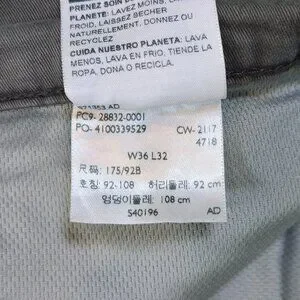 PRENEZ SOIN
PLANETE: LAVEZ MOINS,
FROID, LAISSEZ SECHER
NATURELLEMENT, DONNEZ OU
RECYCLEZ
CUIDA NUESTRO PLANETA:
LAVA MENOS, LAVA EN FRIO, TIENDE LA
ROPA, DONA O RECICLA.
AD
PC9- 28832-0001
PO- 4100339529 CW- 2117
4718
W36 L32
尺码: 175/92B
호칭: 92-108 허리둘레: 92 cm
엉덩이둘레: 108 cm
S40196 AD